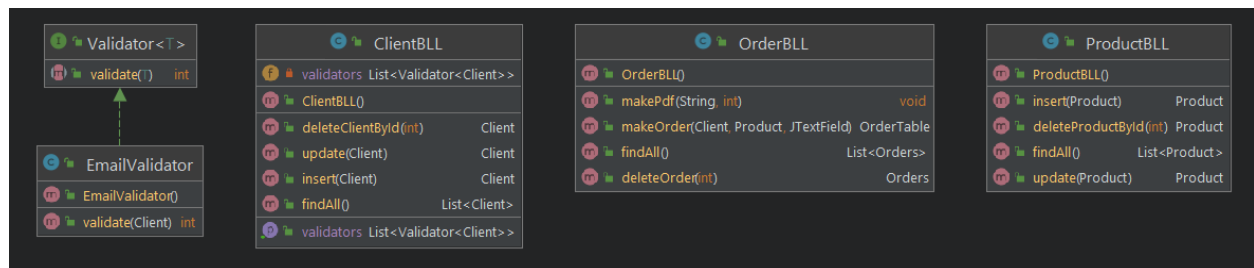 Validator<T>
validate(T) int
EmailValidator
EmailValidator()
validate(Client) int
ClientBLL
validators List<Validator<Client>>
ClientBLL()
deleteClientById(int) Client
update(Client) Client
insert(Client) Client
findAll() List<Client>
validators List<Validator<Client>>
OrderBLL
OrderBLL()
makePdf(String, int) void
makeOrder(Client, Product, JTextField) OrderTable
findAll() List<Orders>
deleteOrder(int) Orders
ProductBLL
ProductBLL()
insert(Product) Product
deleteProductById(int) Product
findAll() List<Product>
update(Product) Product